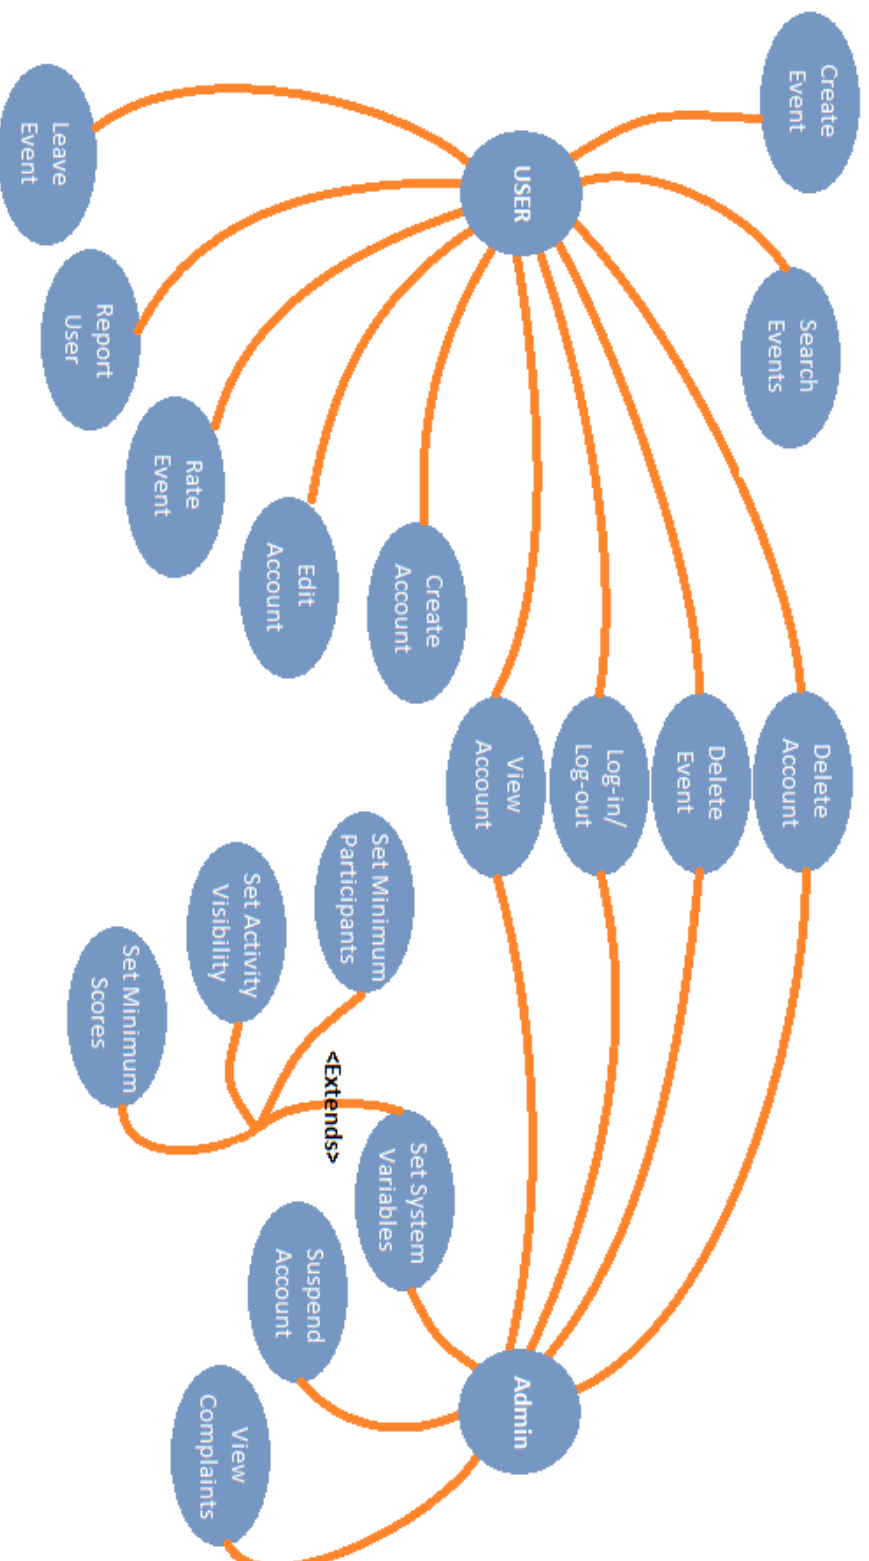 Create
Event
Search
Events
USER
Leave
Event
Report
User
Rate
Event
Edit
Account
Create
Account
Delete
Account
Delete
Event
Log-in/
Log-out
View
Account
Set Minimum
Participants
Set Activity
Visibility
Set Minimum
Scores
<Extends>
Set System
Variables
Suspend
Account
View
Complaints
Admin